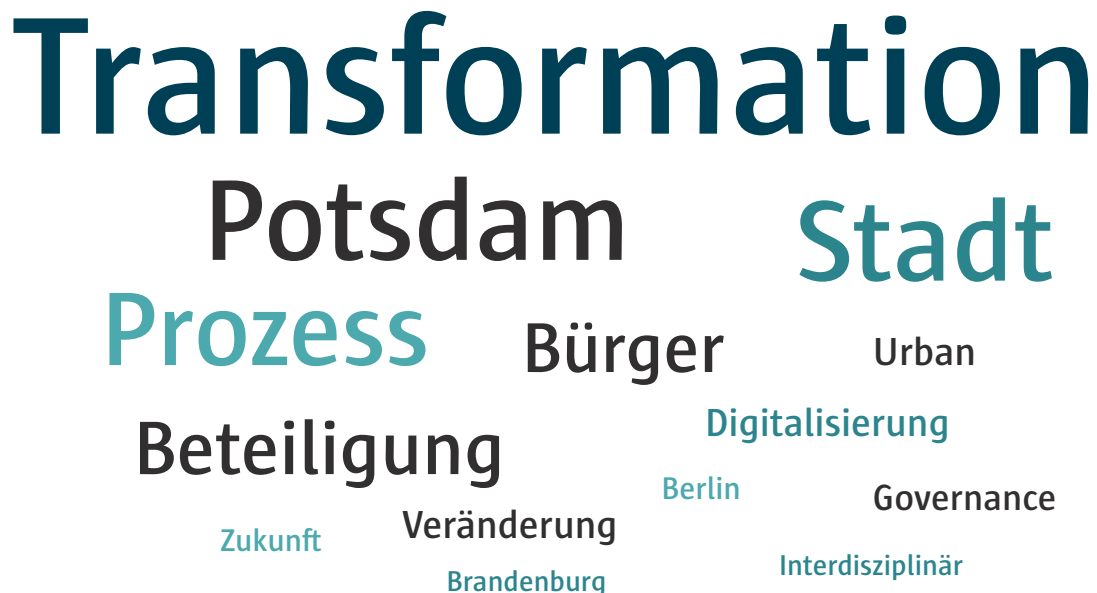 Transformation
Potsdam
Stadt
Prozess
Bürger
Urban
Beteiligung
Digitalisierung
Berlin
Governance
Veränderung
Zukunft
Interdisziplinär
Brandenburg